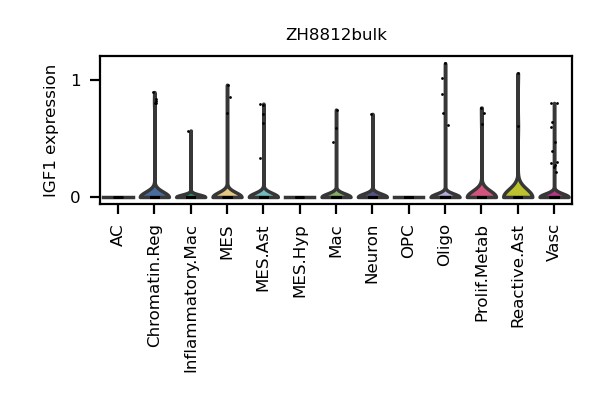 ZH8812bulk
IGF1 expression
1
0
AC
Chromatin.Reg
Inflammatory.Mac
MES
MES.Ast
MES.Hyp
Mac
Neuron
OPC
Oligo
Prolif.Metab
Reactive.Ast
Vasc